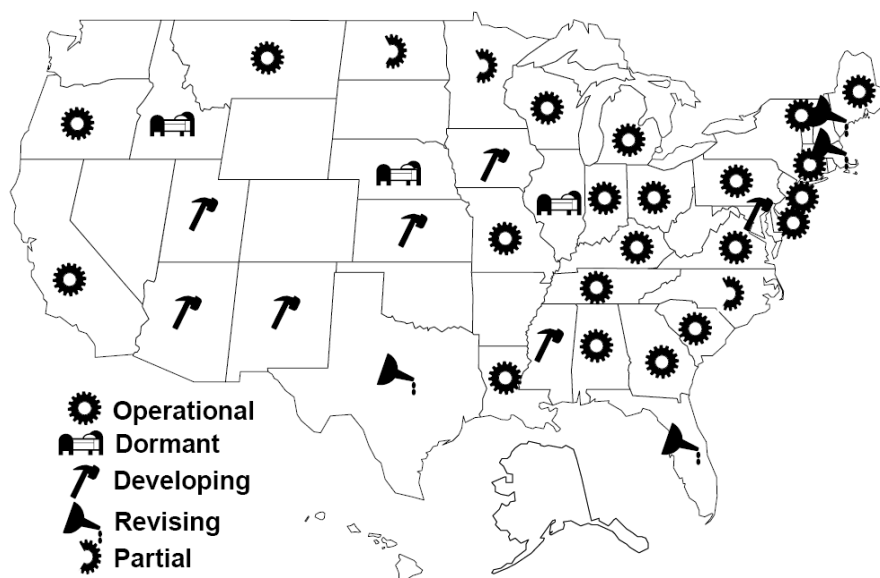 Operational
Dormant
Developing
Revising
Partial